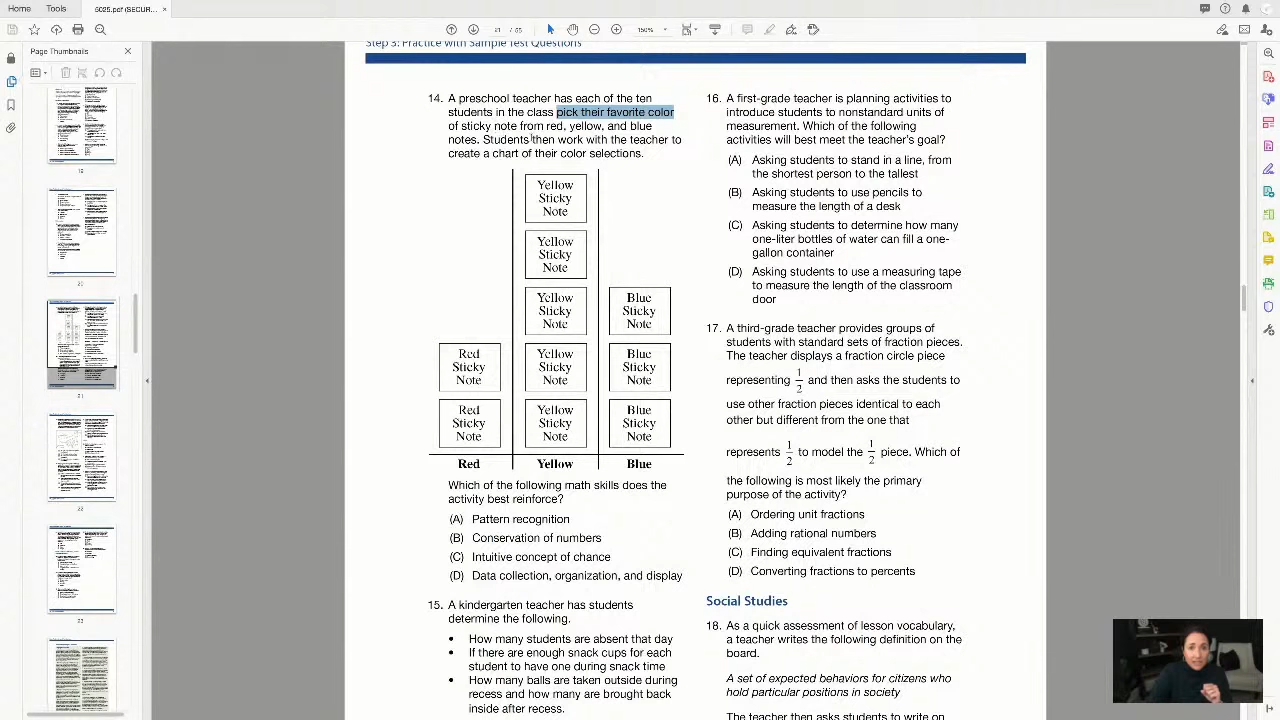 Home
Tools
5025.pdf (SECUR...
×
/ 65
150%
Page Thumbnails
×
19
20
21
22
23
Step 3: Practice with Sample Test Questions
14. A preschool teacher has each of the ten
students in the class pick their favorite color
of sticky note from red, yellow, and blue
notes. Students then work with the teacher to
create a chart of their color selections.
Yellow
Sticky
Note
Yellow
Sticky
Note
Yellow
Sticky
Note
Blue
Sticky
Note
Red
Sticky
Note
Yellow
Sticky
Note
Blue
Sticky
Note
Red
Sticky
Note
Yellow
Sticky
Note
Blue
Sticky
Note
Red
Yellow
Blue
Which of the following math skills does the
activity best reinforce?
(A) Pattern recognition
(B) Conservation of numbers
(C) Intuitive concept of chance
(D) Data collection, organization, and display
15. A kindergarten teacher has students
determine the following.
• How many students are absent that day
• If there are enough snack cups for each
student to have one during snack time
• How many balls are taken outside during
recess and how many are brought back
inside after recess.
16. A first-grade teacher is planning activities to
introduce students to nonstandard units of
measurement. Which of the following
activities will best meet the teacher's goal?
(A) Asking students to stand in a line, from
the shortest person to the tallest
(B) Asking students to use pencils to
measure the length of a desk
(C) Asking students to determine how many
one-liter bottles of water can fill a one-
gallon container
(D) Asking students to use a measuring tape
to measure the length of the classroom
17. A third-grade teacher provides groups of
students with standard sets of fraction pieces.
The teacher displays a fraction circle piece
representing 1/2 and then asks the students to
use other fraction pieces identical to each
other but different from the one that
represents 1/2 to model the 1/2 piece. Which of
the following is most likely the primary
purpose of the activity?
(A) Ordering unit fractions
(B) Adding rational numbers
(C) Finding equivalent fractions
(D) Converting fractions to percents
Social Studies
18. As a quick assessment of lesson vocabulary,
a teacher writes the following definition on the
board.
A set of expected behaviors for citizens who
hold particular positions in society
The teacher then asks students to write on